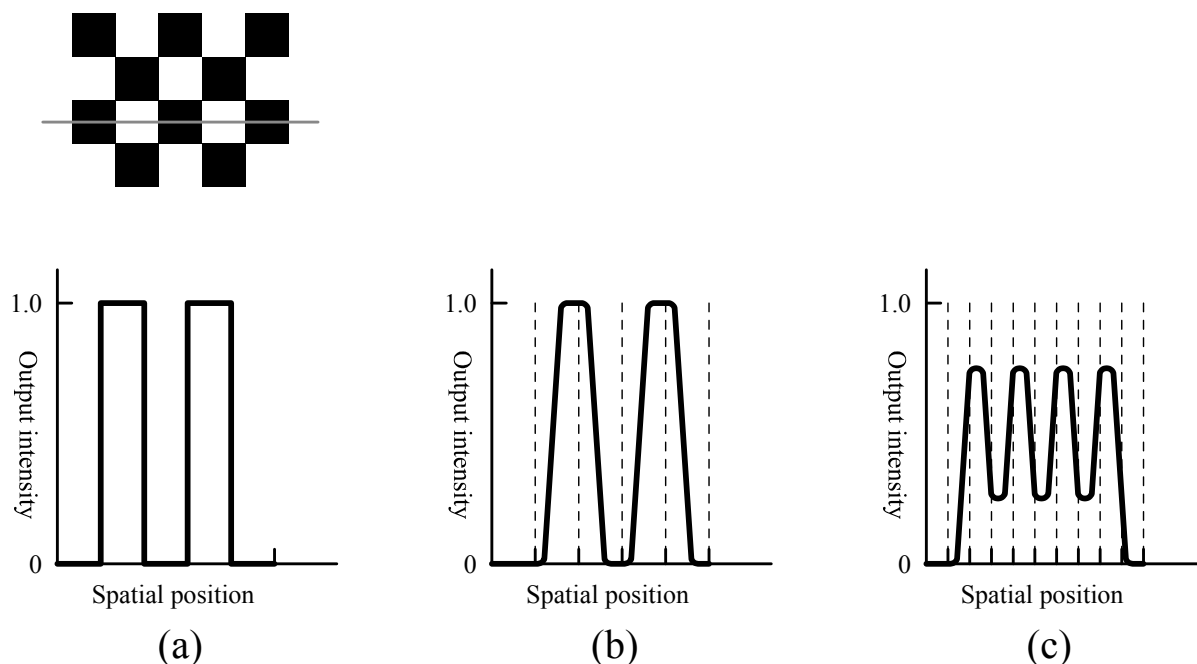 1.0
Output intensity
0
Spatial position
(a)
1.0
Output intensity
0
Spatial position
(b)
1.0
Output intensity
0
Spatial position
(c)